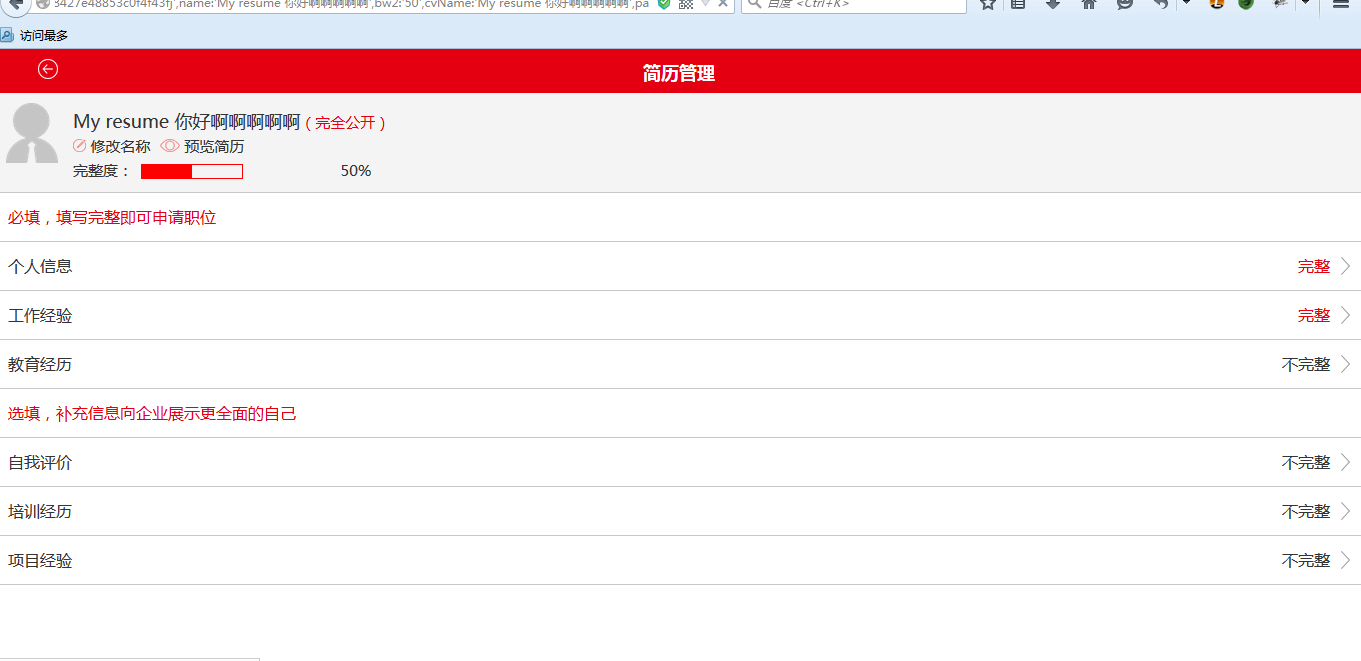 8427e48853c0f4f43fj',name:'My resume 你好啊啊啊啊啊',bw2:'50',cvName:'My resume 你好啊啊啊啊啊',pa
百度 <Ctrl+K>
访问最多
简历管理
My resume 你好啊啊啊啊啊 ( 完全公开 )
修改名称 预览简历
完整度： 50%
必填，填写完整即可申请职位
个人信息 完整
工作经验 完整
教育经历 不完整
选填，补充信息向企业展示更全面的自己
自我评价 不完整
培训经历 不完整
项目经验 不完整